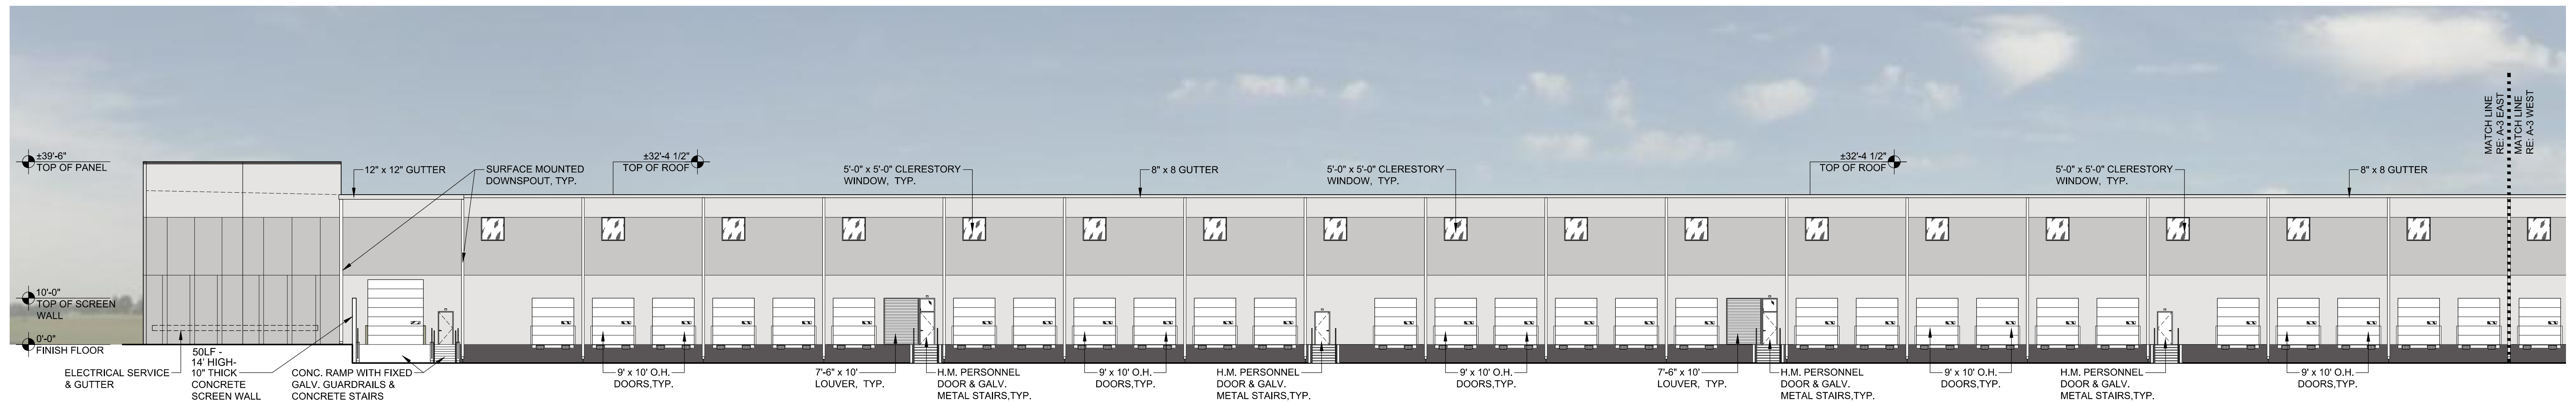 ±39'-6"
TOP OF PANEL
12" x 12" GUTTER
SURFACE MOUNTED
DOWNSPOUT, TYP.
±32'-4 1/2"
TOP OF ROOF
5'-0" x 5'-0" CLERESTORY
WINDOW, TYP.
8" x 8 GUTTER
5'-0" x 5'-0" CLERESTORY
WINDOW, TYP.
±32'-4 1/2"
TOP OF ROOF
5'-0" x 5'-0" CLERESTORY
WINDOW, TYP.
8" x 8 GUTTER
MATCH LINE
RE: A-3 EAST
MATCH LINE
RE: A-3 WEST
10'-0"
TOP OF SCREEN
WALL
0'-0"
FINISH FLOOR
ELECTRICAL SERVICE
& GUTTER
50LF -
14' HIGH-
10" THICK
CONCRETE
SCREEN WALL
CONC. RAMP WITH FIXED
GALV. GUARDRAILS &
CONCRETE STAIRS
9' x 10' O.H.
DOORS,TYP.
7'-6" x 10'
LOUVER, TYP.
H.M. PERSONNEL
DOOR & GALV.
METAL STAIRS,TYP.
9' x 10' O.H.
DOORS,TYP.
H.M. PERSONNEL
DOOR & GALV.
METAL STAIRS,TYP.
9' x 10' O.H.
DOORS,TYP.
7'-6" x 10'
LOUVER, TYP.
H.M. PERSONNEL
DOOR & GALV.
METAL STAIRS,TYP.
9' x 10' O.H.
DOORS,TYP.
H.M. PERSONNEL
DOOR & GALV.
METAL STAIRS,TYP.
9' x 10' O.H.
DOORS,TYP.